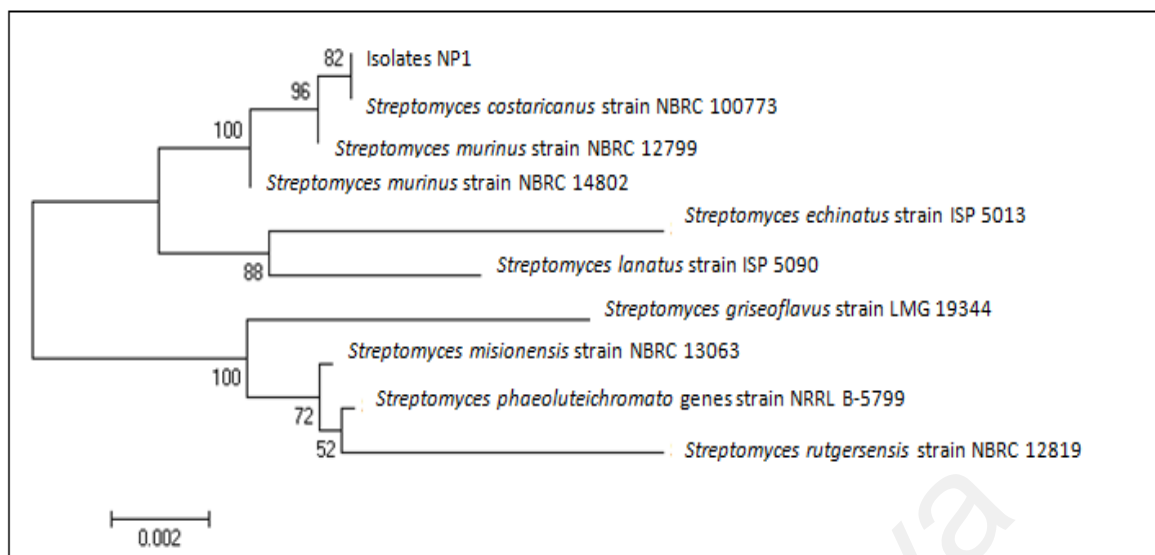 82
Isolates NP1
96
Streptomyces costaricanus strain NBRC 100773
100
Streptomyces murinus strain NBRC 12799
Streptomyces murinus strain NBRC 14802
Streptomyces echinatus strain ISP 5013
88
Streptomyces lanatus strain ISP 5090
Streptomyces griseoflavus strain LMG 19344
Streptomyces misionensis strain NBRC 13063
100
Streptomyces phaeoluteichromato genes strain NRRL B-5799
72
52
Streptomyces rutgersensis strain NBRC 12819
0.002